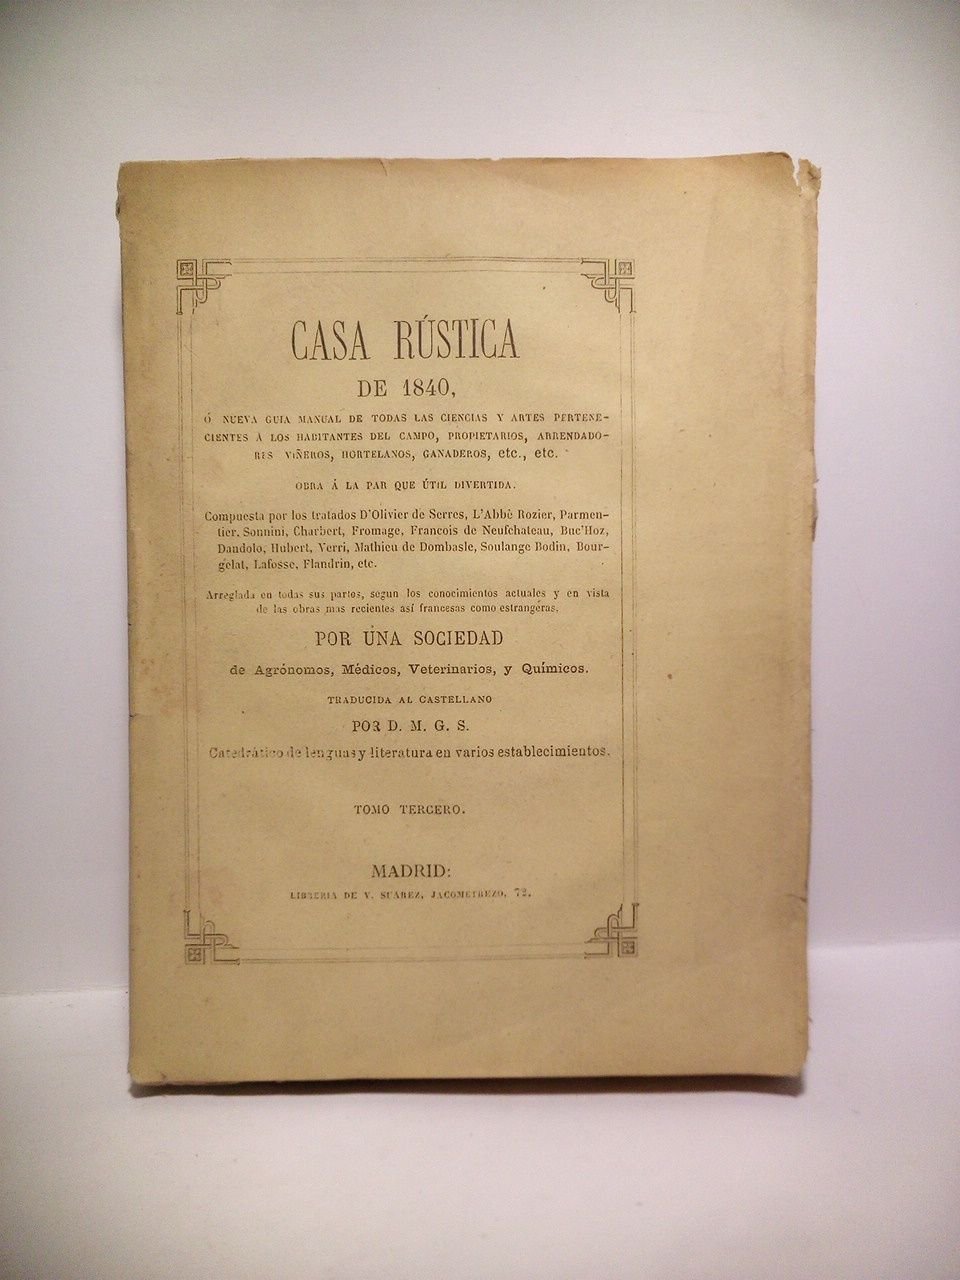 CASA RÚSTICA
DE 1840,
Ó NUEVA GUIA MANUAL DE TODAS LAS CIENCIAS Y ARTES PERTENE-
CIENTES Á LOS HABITANTES DEL CAMPO, PROPIETARIOS, ARRENDADO-
RES VIÑEROS, HORTELANOS, GANADEROS, etc., etc.
OBRA Á LA PAR QUE ÚTIL DIVERTIDA.
Compuesta por los tratados D'Olivier de Serres, L'Abbè Rozier, Parmen-
tier, Sonnini, Charbert, Fromage, Francois de Neufchateau, Buc'Hoz,
Dandolo, Hubert, Verri, Mathieu de Dombasle, Soulange Bodin, Bour-
gelat, Lafosse, Flandrin, etc.
Arreglada en todas sus partes, segun los conocimientos actuales y en vista
de las obras mas recientes así francesas como estrangeras,
POR UNA SOCIEDAD
de Agrónomos, Médicos, Veterinarios, y Químicos.
TRADUCIDA AL CASTELLANO
POR D. M. G. S.
Catedrático de lenguas y literatura en varios establecimientos.
TOMO TERCERO.
MADRID:
LIBRERIA DE V. SUAREZ, JACOMETREZO, 72.